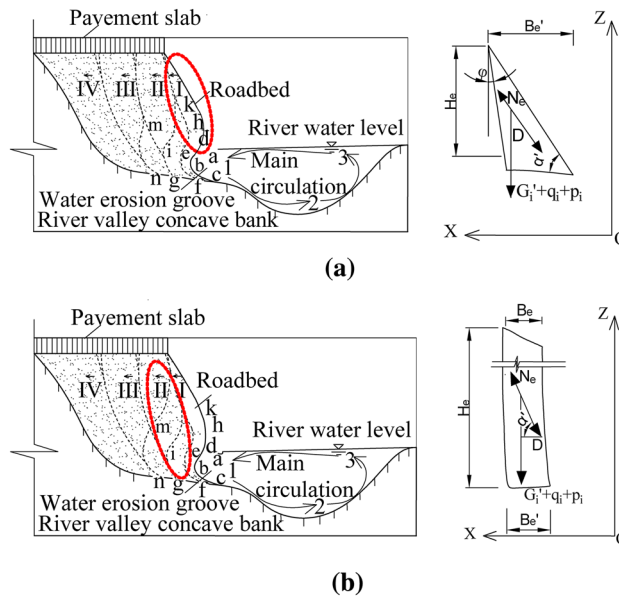 Payement slab
IV III II I
Roadbed
k
h
m
d
River water level
i
e
a
3
b
1
Main
circulation
c
n g f
2
Water erosion groove
River valley concave bank
Be'
Z
He
φ
Ne
D
α'
Gi'+qi+pi
X
(a)
Payement slab
IV III II I
Roadbed
k
h
m
d
River water level
i
e
a
3
b
1
Main
circulation
c
n g f
2
Water erosion groove
River valley concave bank
Be
Z
Ne
He
α'
D
Gi'+qi+pi
Be'
X
(b)